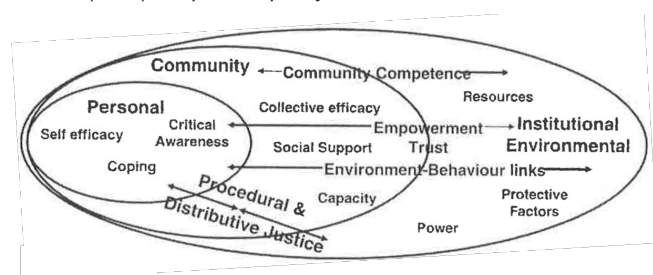 Community
Community Competence
Resources
Personal
Collective efficacy
Self efficacy
Critical
Awareness
Empowerment
Institutional
Environmental
Social Support
Trust
Coping
Environment-Behaviour links
Procedural &
Distributive Justice
Capacity
Protective
Factors
Power